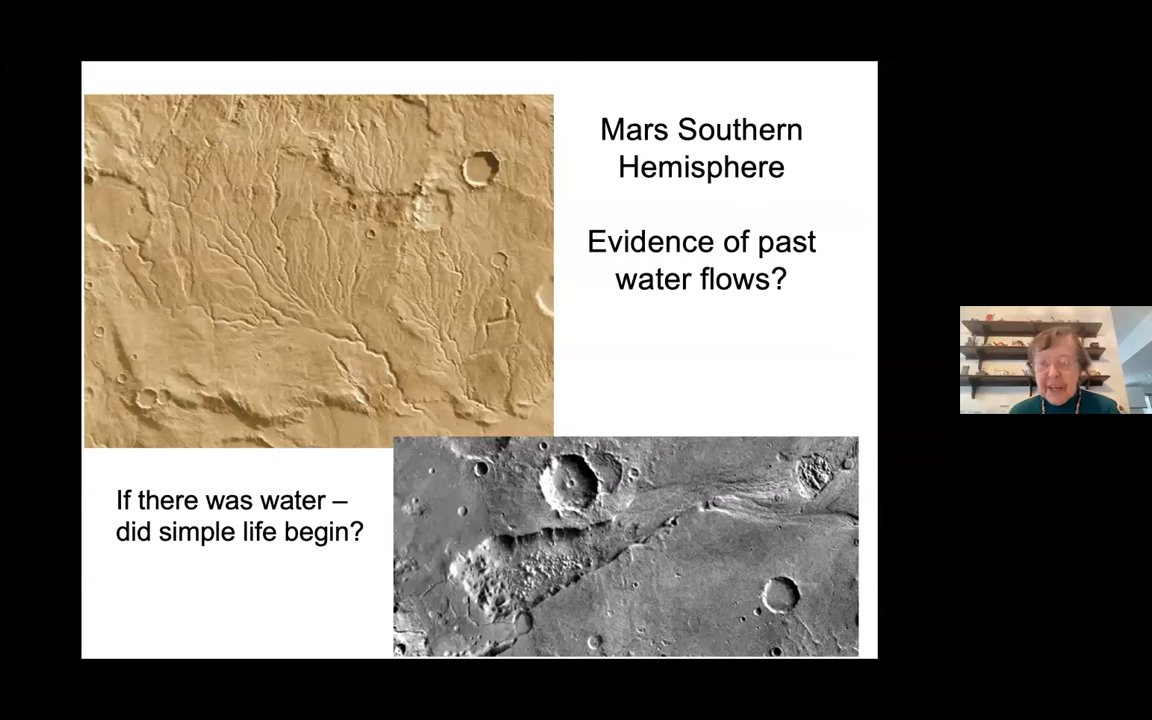 Mars Southern
Hemisphere
Evidence of past
water flows?
If there was water –
did simple life begin?